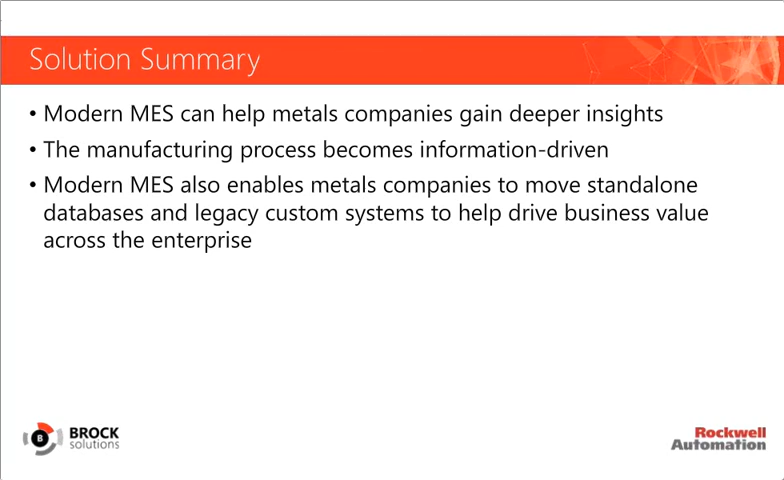 Solution Summary
• Modern MES can help metals companies gain deeper insights
• The manufacturing process becomes information-driven
• Modern MES also enables metals companies to move standalone
databases and legacy custom systems to help drive business value
across the enterprise
B
BROCK
solutions
Rockwell
Automation